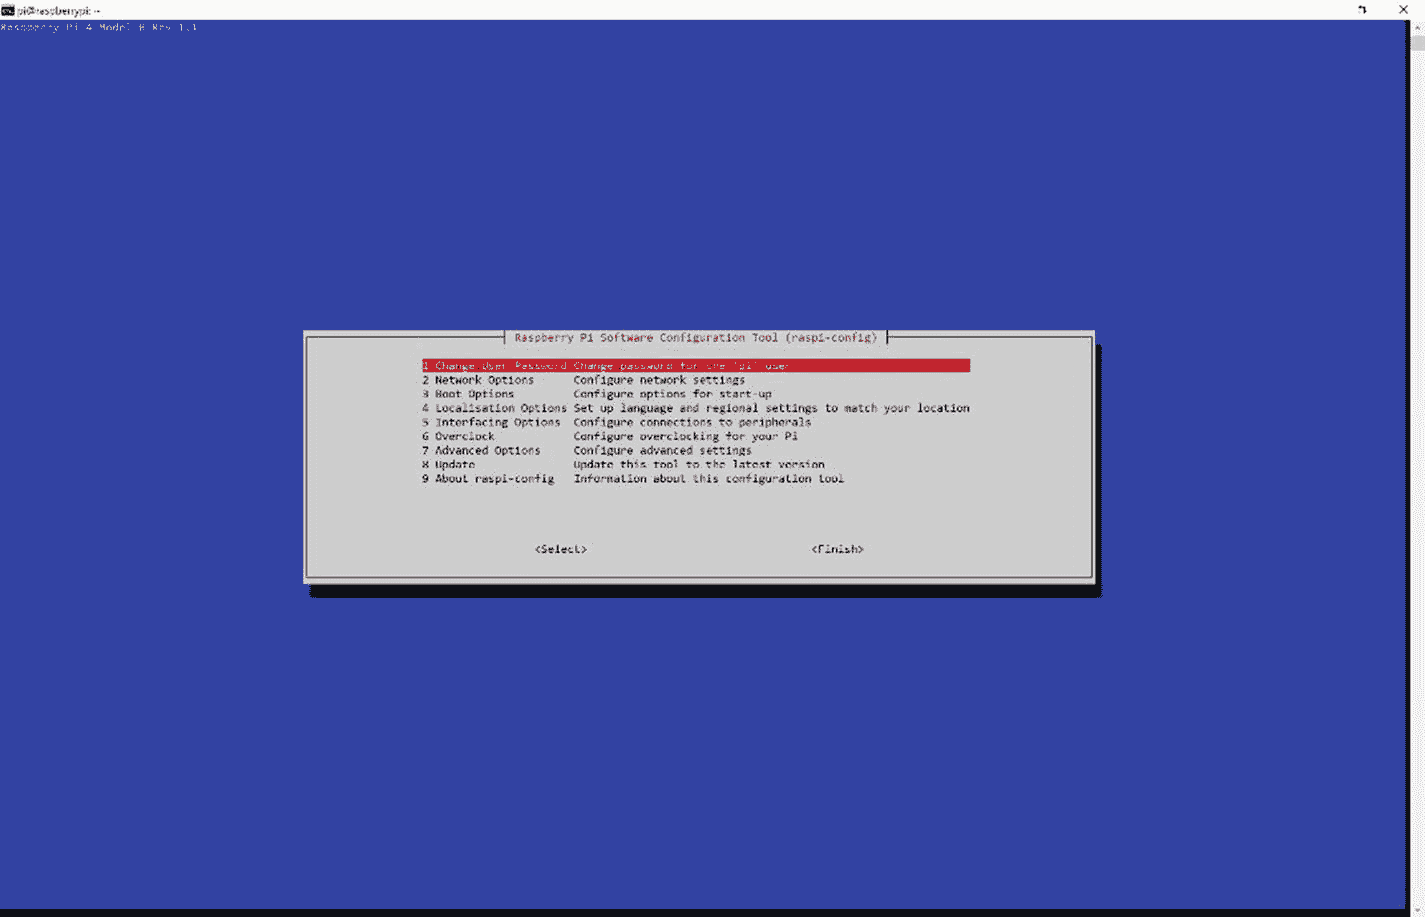 pi@raspberrypi: ~
Raspberry Pi 4 Model B Rev 1.1
Raspberry Pi Software Configuration Tool (raspi-config)
1 Change User Password Change password for the 'pi' user
2 Network Options Configure network settings
3 Boot Options Configure options for start-up
4 Localisation Options Set up language and regional settings to match your location
5 Interfacing Options Configure connections to peripherals
6 Overclock Configure overclocking for your Pi
7 Advanced Options Configure advanced settings
8 Update Update this tool to the latest version
9 About raspi-config Information about this configuration tool
<Select> <Finish>